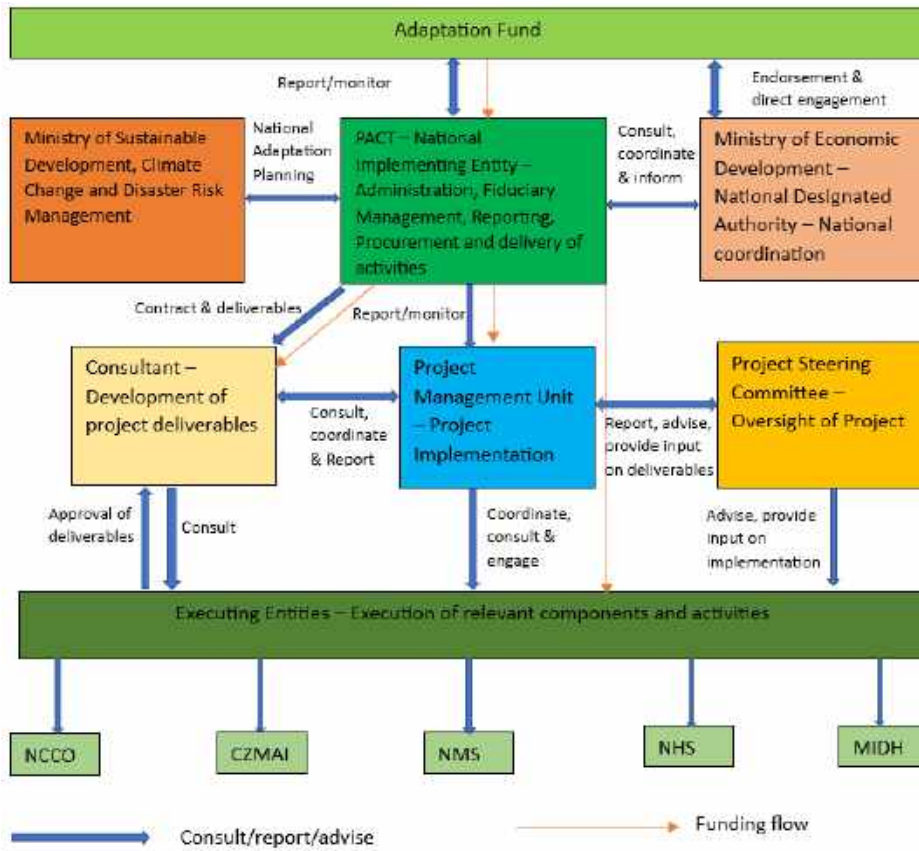 Adaptation Fund
Report/monitor
Endorsement &
direct engagement
Ministry of Sustainable
Development, Climate
Change and Disaster Risk
Management
National
Adaptation
Planning
PACT – National
Implementing Entity –
Administration, Fiduciary
Management, Reporting,
Procurement and delivery of
activities
Consult,
coordinate
& inform
Ministry of Economic
Development –
National Designated
Authority – National
coordination
Contract & deliverables
Report/monitor
Consultant –
Development of
project deliverables
Consult,
coordinate
& Report
Project
Management Unit
– Project
Implementation
Report, advise,
provide input
on deliverables
Project Steering
Committee –
Oversight of Project
Approval of
deliverables
Consult
Coordinate,
consult &
engage
Advise, provide
input on
implementation
Executing Entities – Execution of relevant components and activities
NCCO
CZMAI
NMS
NHS
MIDH
Consult/report/advise
Funding flow